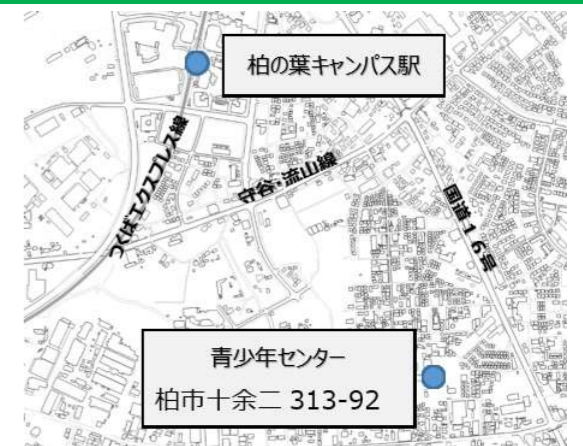 柏の葉キャンパス駅
つくばエクスプレス線
守谷・流山線
国道16号
青少年センター
柏市十余二 313-92